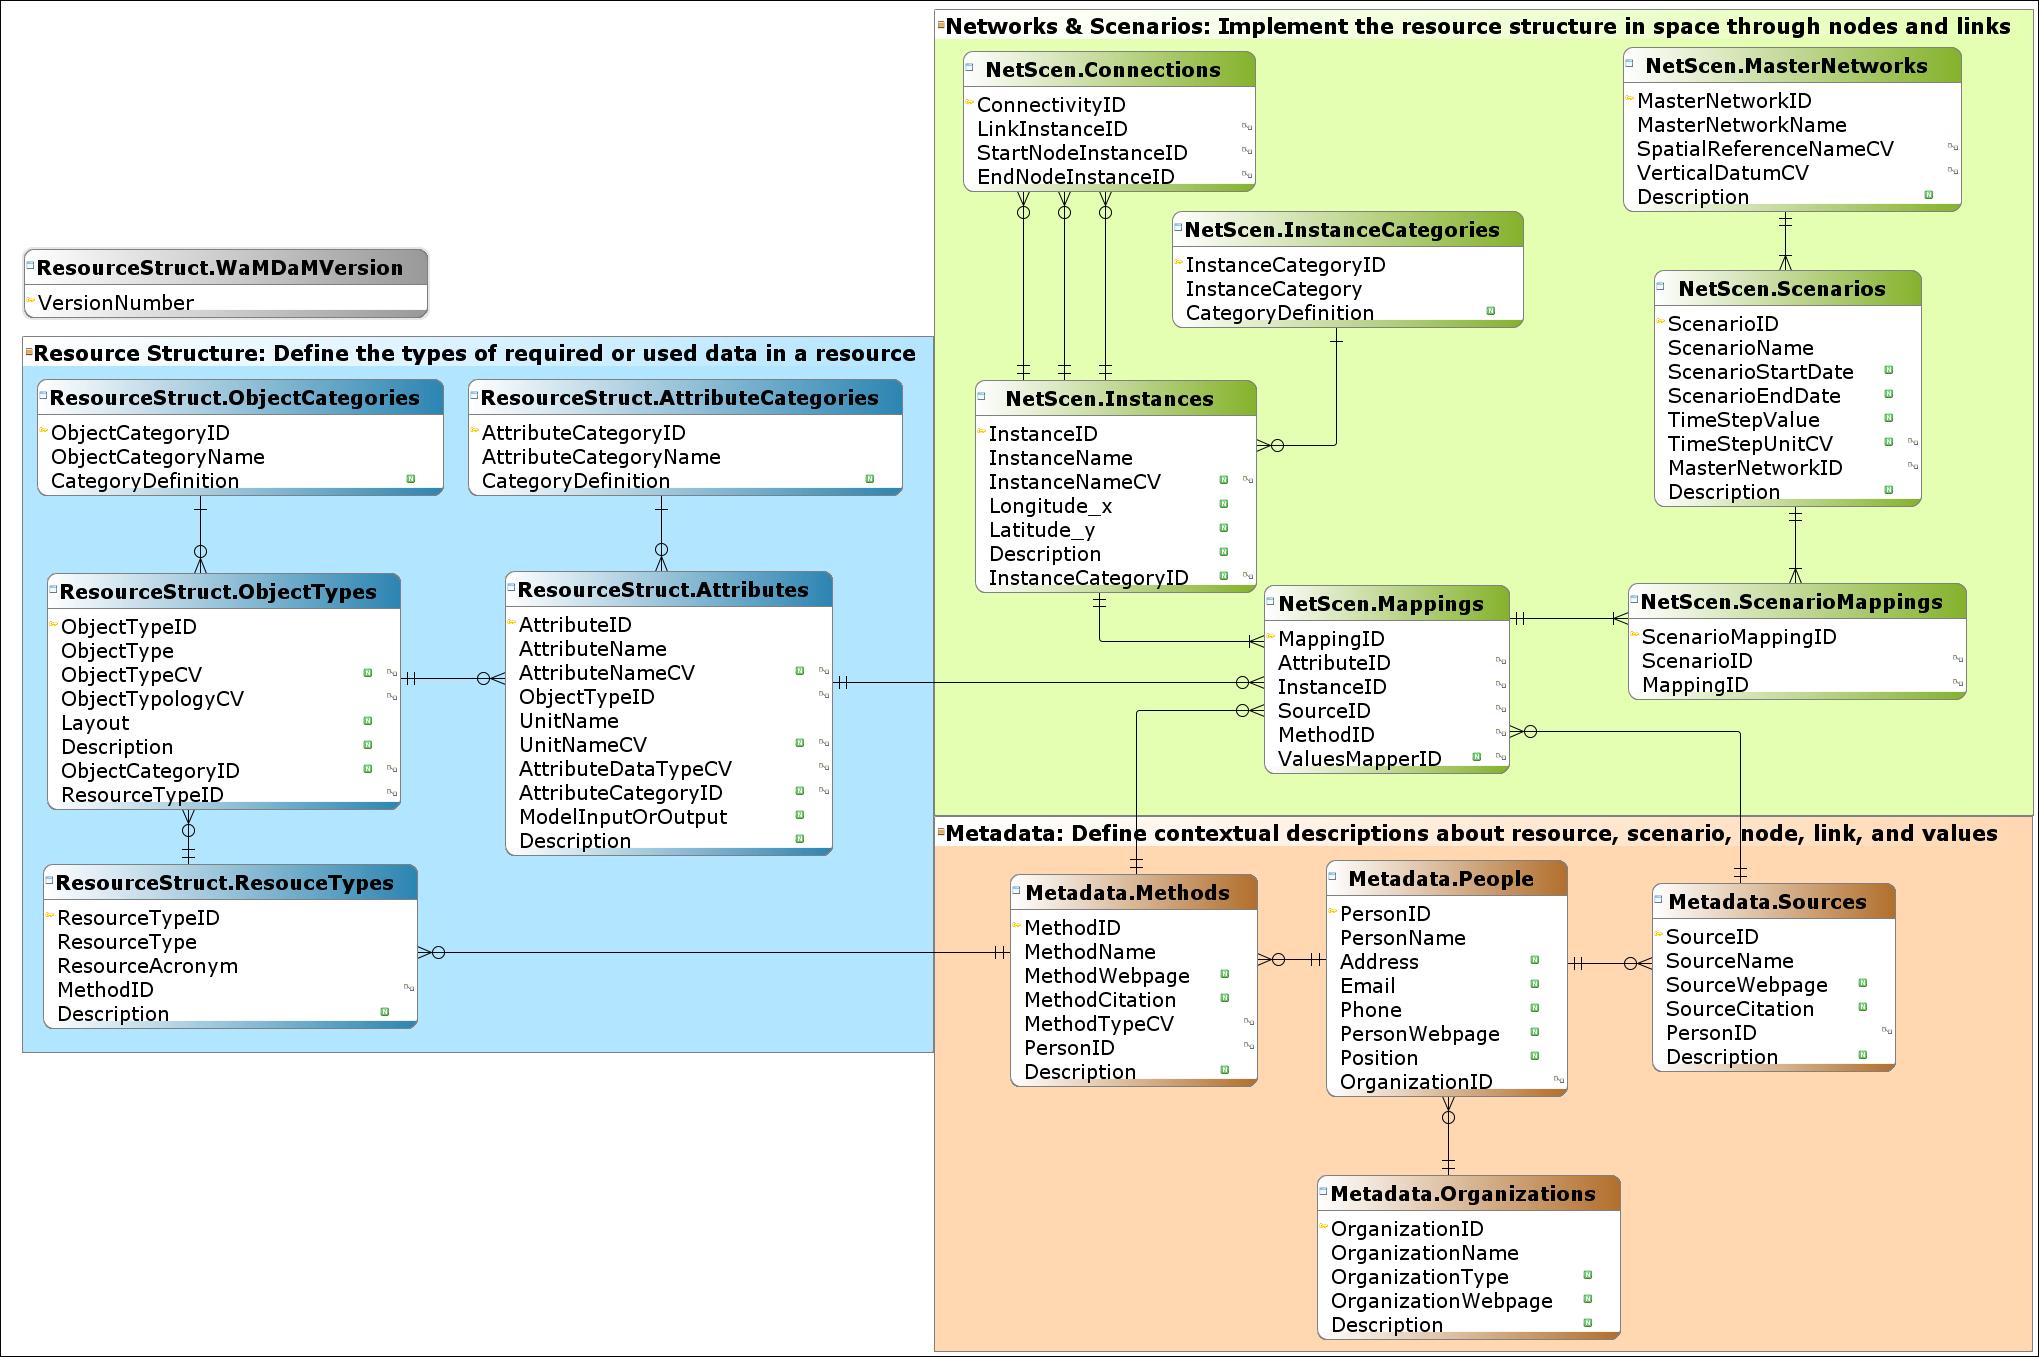 Networks & Scenarios: Implement the resource structure in space through nodes and links
NetScen.Connections
ConnectivityID
LinkInstanceID
StartNodeInstanceID
EndNodeInstanceID
NetScen.MasterNetworks
MasterNetworkID
MasterNetworkName
SpatialReferenceNameCV
VerticalDatumCV
Description
NetScen.InstanceCategories
InstanceCategoryID
InstanceCategory
CategoryDefinition
NetScen.Scenarios
ScenarioID
ScenarioName
ScenarioStartDate
ScenarioEndDate
TimeStepValue
TimeStepUnitCV
MasterNetworkID
Description
NetScen.Instances
InstanceID
InstanceName
InstanceNameCV
Longitude_x
Latitude_y
Description
InstanceCategoryID
NetScen.Mappings
MappingID
AttributeID
InstanceID
SourceID
MethodID
ValuesMapperID
NetScen.ScenarioMappings
ScenarioMappingID
ScenarioID
MappingID
ResourceStruct.WaMDaMVersion
VersionNumber
Resource Structure: Define the types of required or used data in a resource
ResourceStruct.ObjectCategories
ObjectCategoryID
ObjectCategoryName
CategoryDefinition
ResourceStruct.AttributeCategories
AttributeCategoryID
AttributeCategoryName
CategoryDefinition
ResourceStruct.ObjectTypes
ObjectTypeID
ObjectType
ObjectTypeCV
ObjectTypologyCV
Layout
Description
ObjectCategoryID
ResourceTypeID
ResourceStruct.Attributes
AttributeID
AttributeName
AttributeNameCV
ObjectTypeID
UnitName
UnitNameCV
AttributeDataTypeCV
AttributeCategoryID
ModelInputOrOutput
Description
ResourceStruct.ResouceTypes
ResourceTypeID
ResourceType
ResourceAcronym
MethodID
Description
Metadata: Define contextual descriptions about resource, scenario, node, link, and values
Metadata.Methods
MethodID
MethodName
MethodWebpage
MethodCitation
MethodTypeCV
PersonID
Description
Metadata.People
PersonID
PersonName
Address
Email
Phone
PersonWebpage
Position
OrganizationID
Metadata.Sources
SourceID
SourceName
SourceWebpage
SourceCitation
PersonID
Description
Metadata.Organizations
OrganizationID
OrganizationName
OrganizationType
OrganizationWebpage
Description